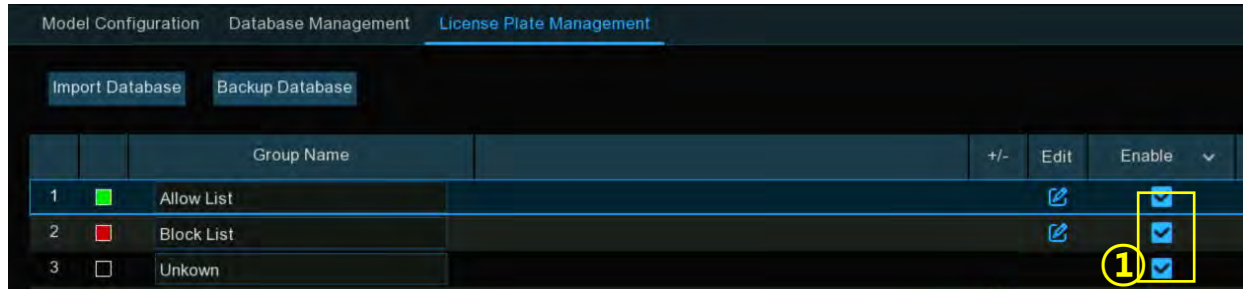 Model Configuration Database Management License Plate Management
Import Database Backup Database
Group Name +/- Edit Enable
1 Allow List
2 Block List
3 Unkown
①